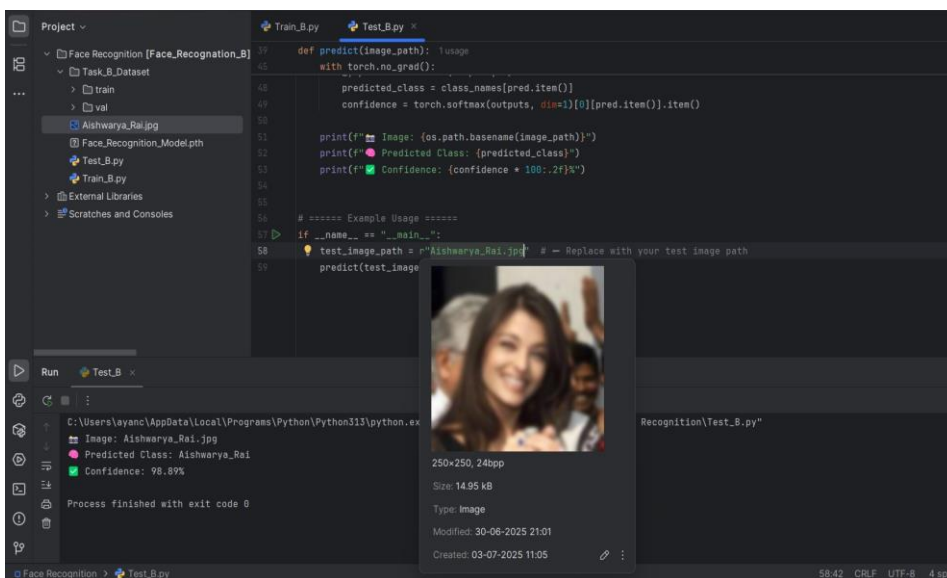 Project
Train_B.py
Test_B.py
Face Recognition [Face_Recognation_B]
Task_B_Dataset
train
val
Aishwarya_Rai.jpg
Face_Recognition_Model.pth
Test_B.py
Train_B.py
External Libraries
Scratches and Consoles
39 def predict(image_path): 1 usage
45 with torch.no_grad():
48 predicted_class = class_names[pred.item()]
49 confidence = torch.softmax(outputs, dim=1)[0][pred.item()].item()
50
51 print(f"📷 Image: {os.path.basename(image_path)}")
52 print(f"🧠 Predicted Class: {predicted_class}")
53 print(f"✅ Confidence: {confidence * 100:.2f}%")
54
55
56 # ====== Example Usage ======
57 if __name__ == "__main__":
58 test_image_path = r"Aishwarya_Rai.jpg" # ← Replace with your test image path
59 predict(test_image
250×250, 24bpp
Size: 14.95 kB
Type: Image
Modified: 30-06-2025 21:01
Created: 03-07-2025 11:05
Run Test_B
C:\Users\ayanc\AppData\Local\Programs\Python\Python313\python.ex Recognition\Test_B.py"
📷 Image: Aishwarya_Rai.jpg
🧠 Predicted Class: Aishwarya_Rai
✅ Confidence: 98.89%
Process finished with exit code 0
Face Recognition > Test_B.py
58:42 CRLF UTF-8 4 sp